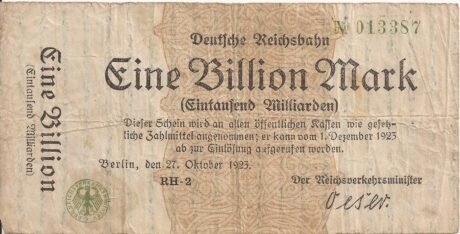 № 013387
Deutsche Reichsbahn
Eine Billion Mark
(Eintausend Milliarden)
Dieser Schein wird an allen öffentlichen Kassen wie gesetz-
liche Zahlmittel angenommen; er kann vom 1. Dezember 1923
ab zur Einlösung aufgerufen werden.
Berlin, den 27. Oktober 1923.
RH-2
Der Reichsverkehrsminister
Oeser.
Eine Billion
(Eintausend Milliarden)